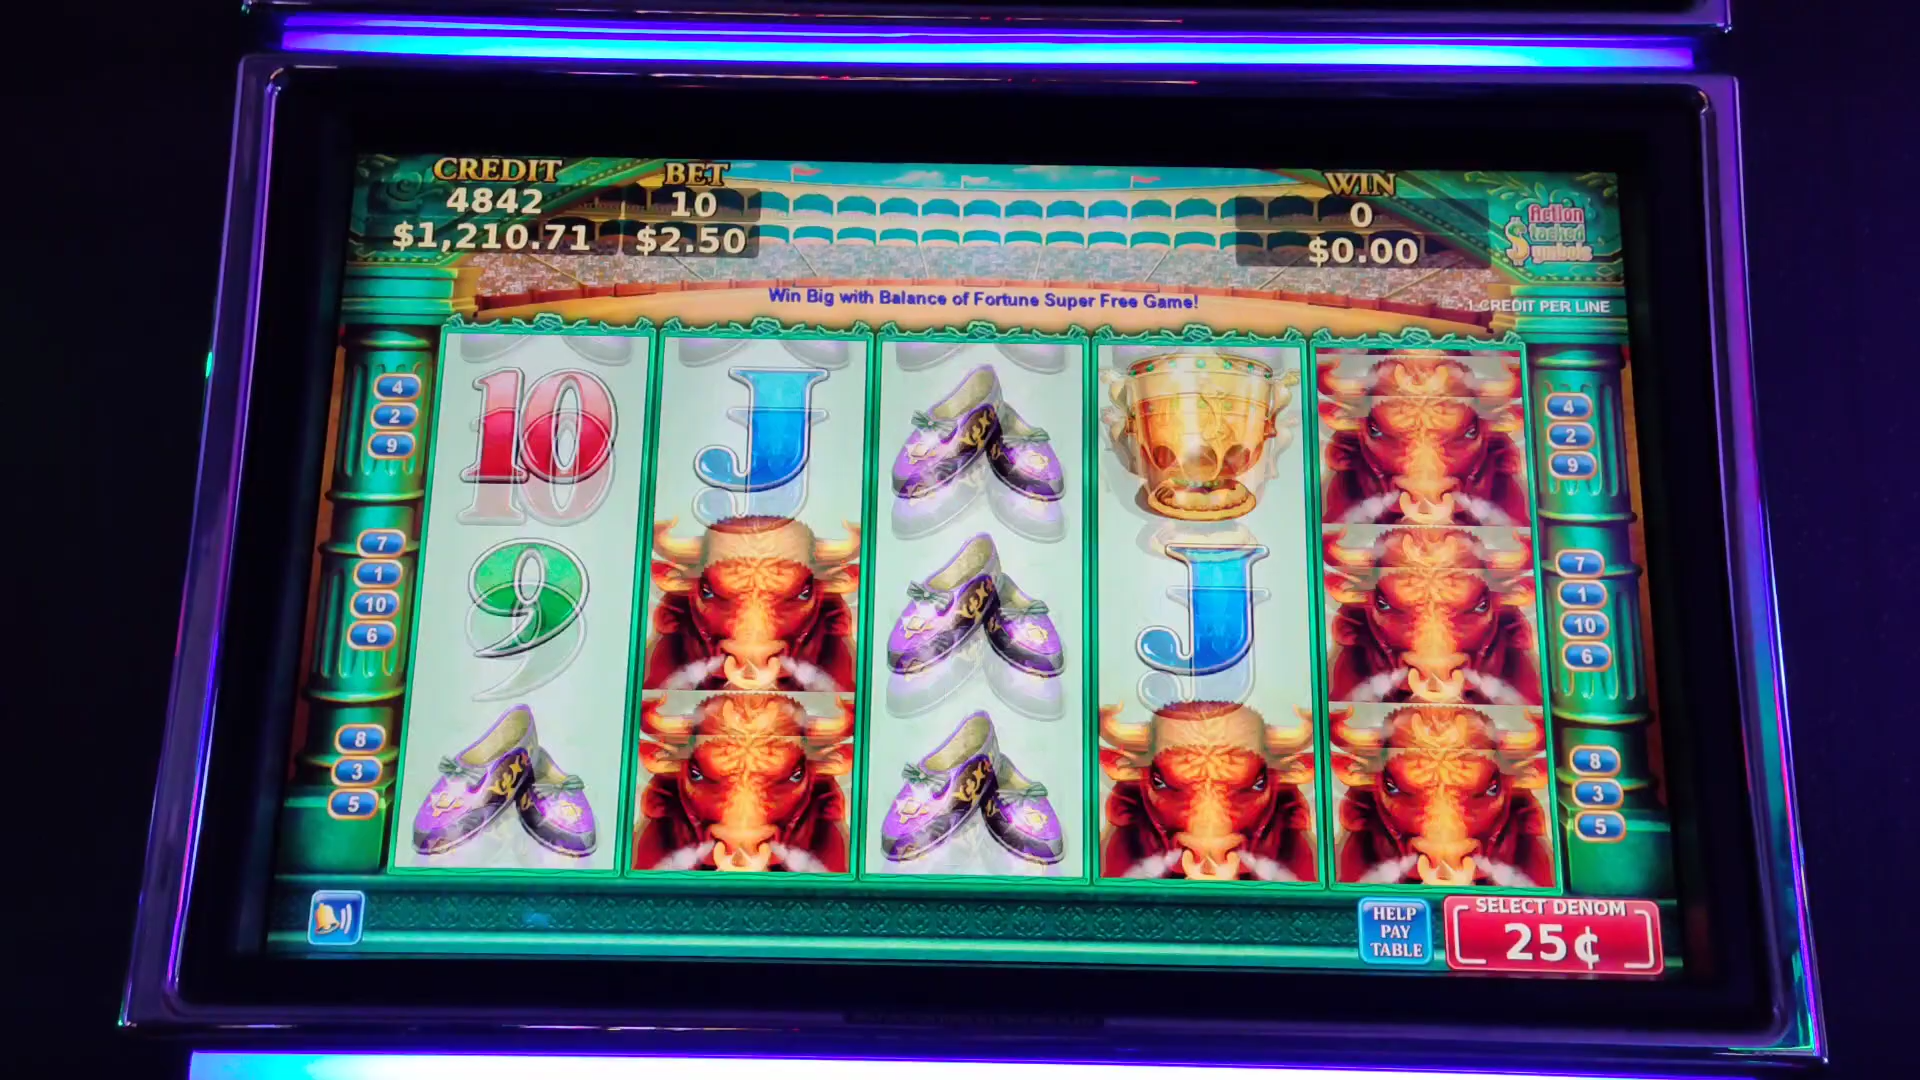 CREDIT BET WIN
4842 10 0
$1,210.71 $2.50 $0.00
Action
$tacked
$ymbols
Win Big with Balance of Fortune Super Free Game!
1 CREDIT PER LINE
10 J
9 J
4 4
2 2
9 9
7 7
1 1
10 10
6 6
8 8
3 3
5 5
HELP
PAY
TABLE
SELECT DENOM
25¢